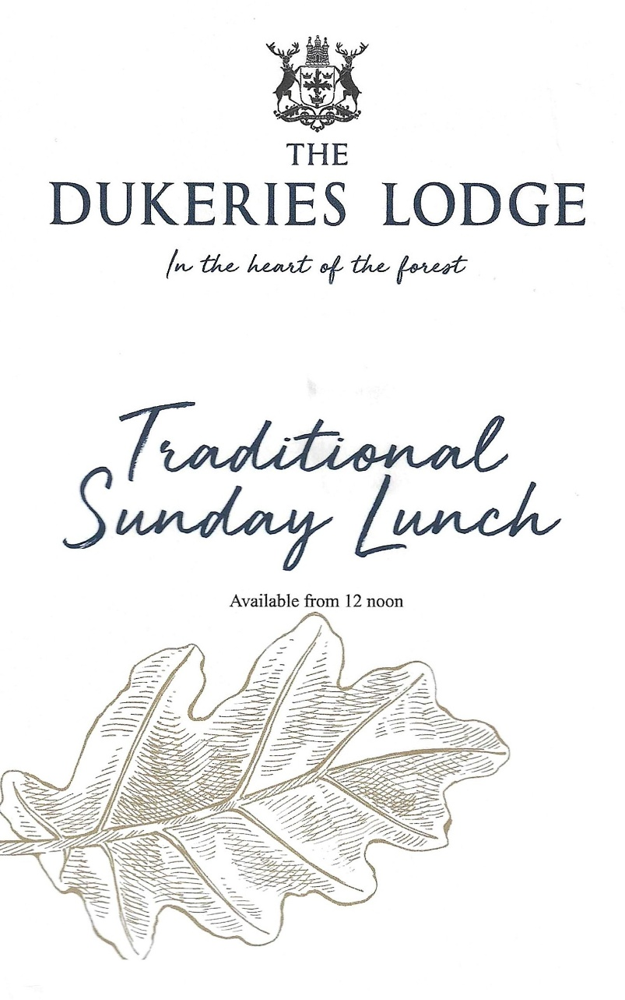 THE
DUKERIES LODGE
In the heart of the forest
Traditional
Sunday Lunch
Available from 12 noon